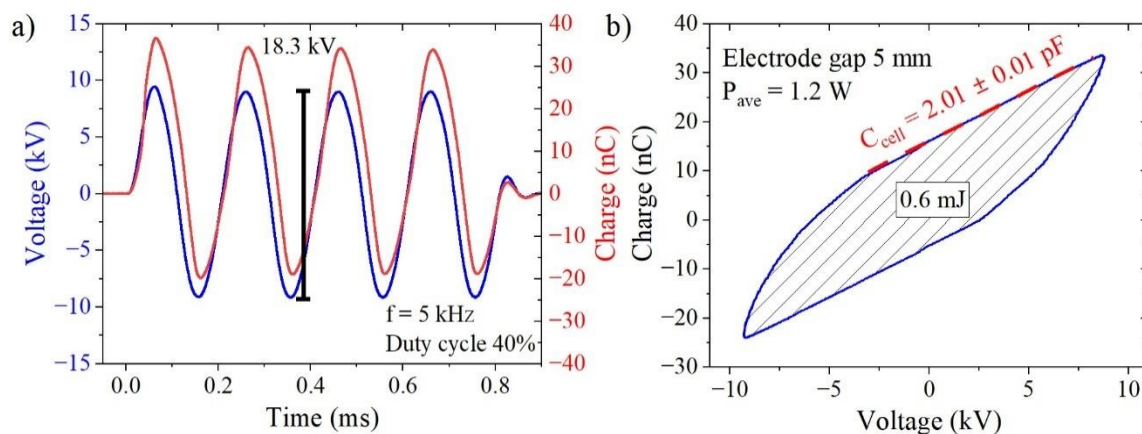 a)
Voltage (kV)
15
10
5
0
−5
−10
−15
18.3 kV
f = 5 kHz
Duty cycle 40%
0.0
0.2
0.4
0.6
0.8
Time (ms)
40
30
20
10
0
−10
−20
−30
−40
Charge (nC)
b)
Charge (nC)
40
30
20
10
0
−10
−20
−30
Electrode gap 5 mm
P_ave = 1.2 W
C_cell = 2.01 ± 0.01 pF
0.6 mJ
−10
−5
0
5
10
Voltage (kV)